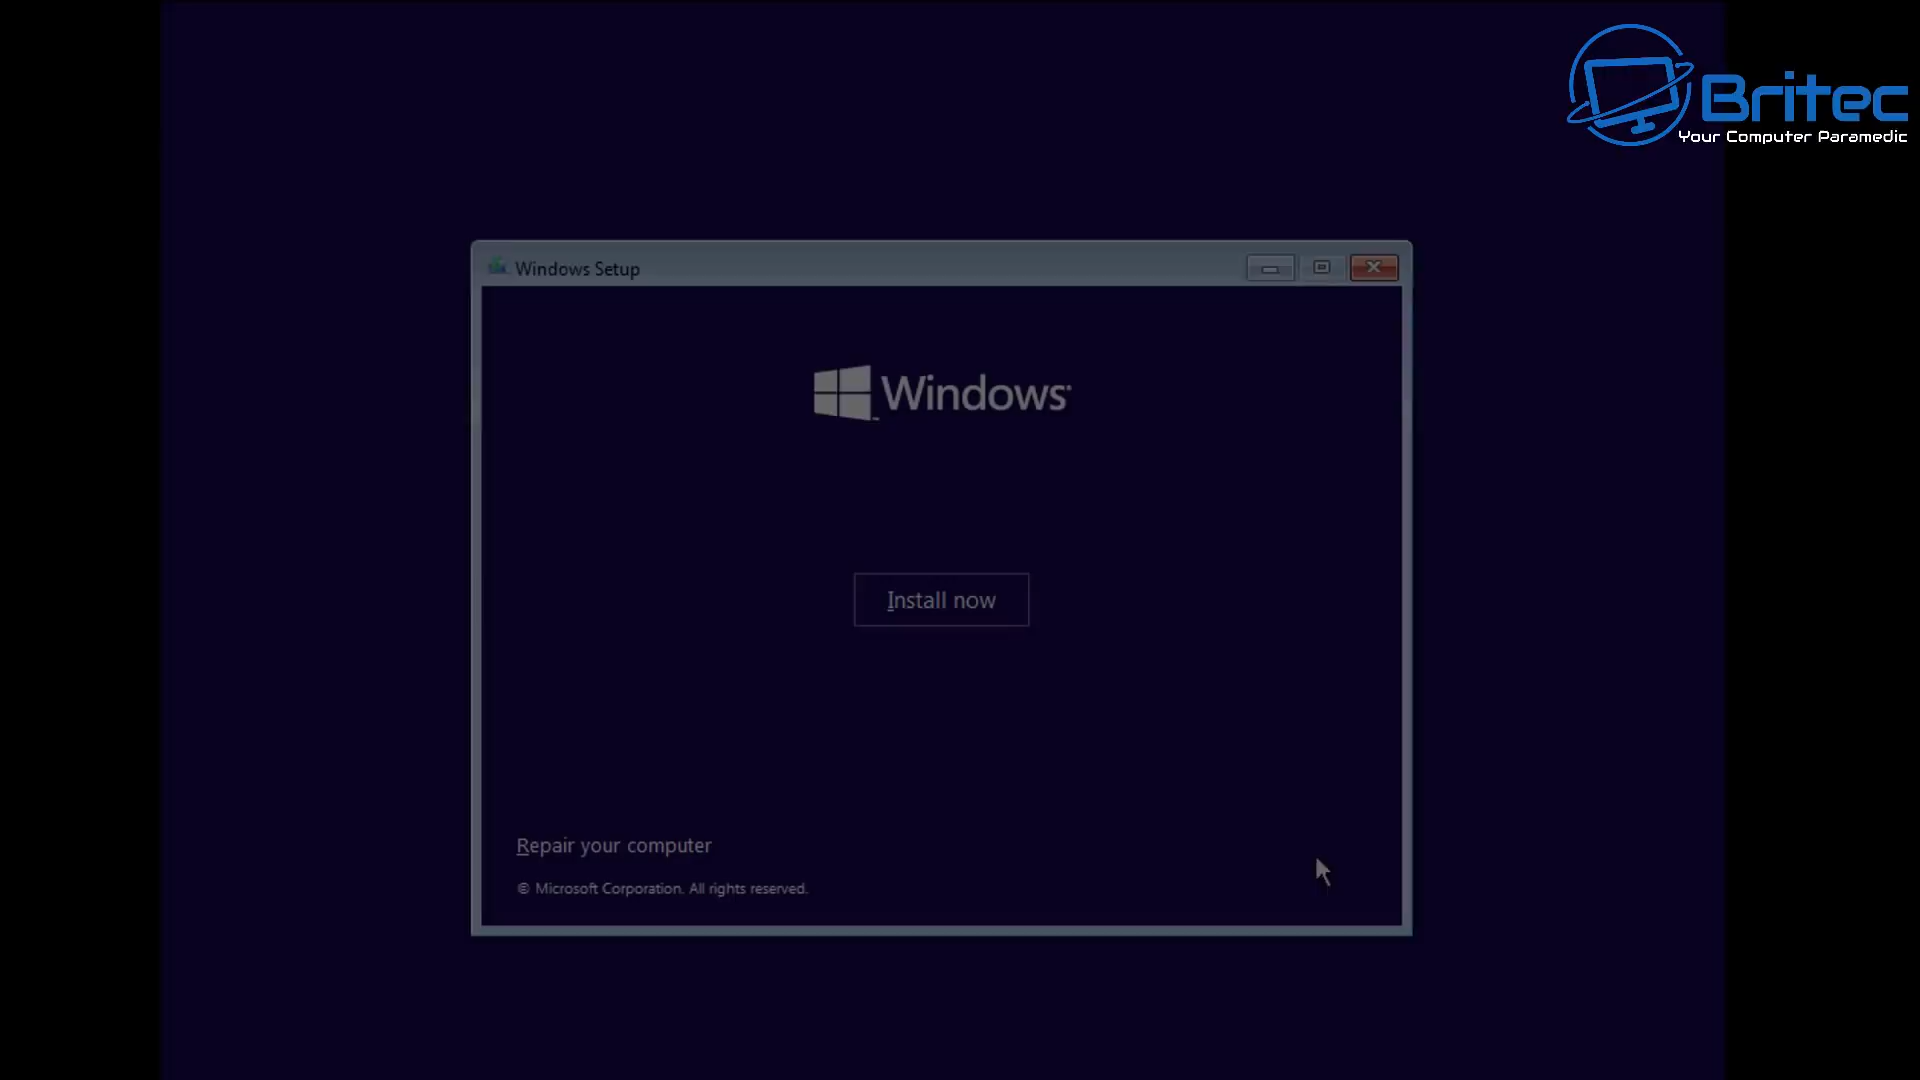 Britec
Your Computer Paramedic
Windows Setup
Windows
Install now
Repair your computer
© Microsoft Corporation. All rights reserved.